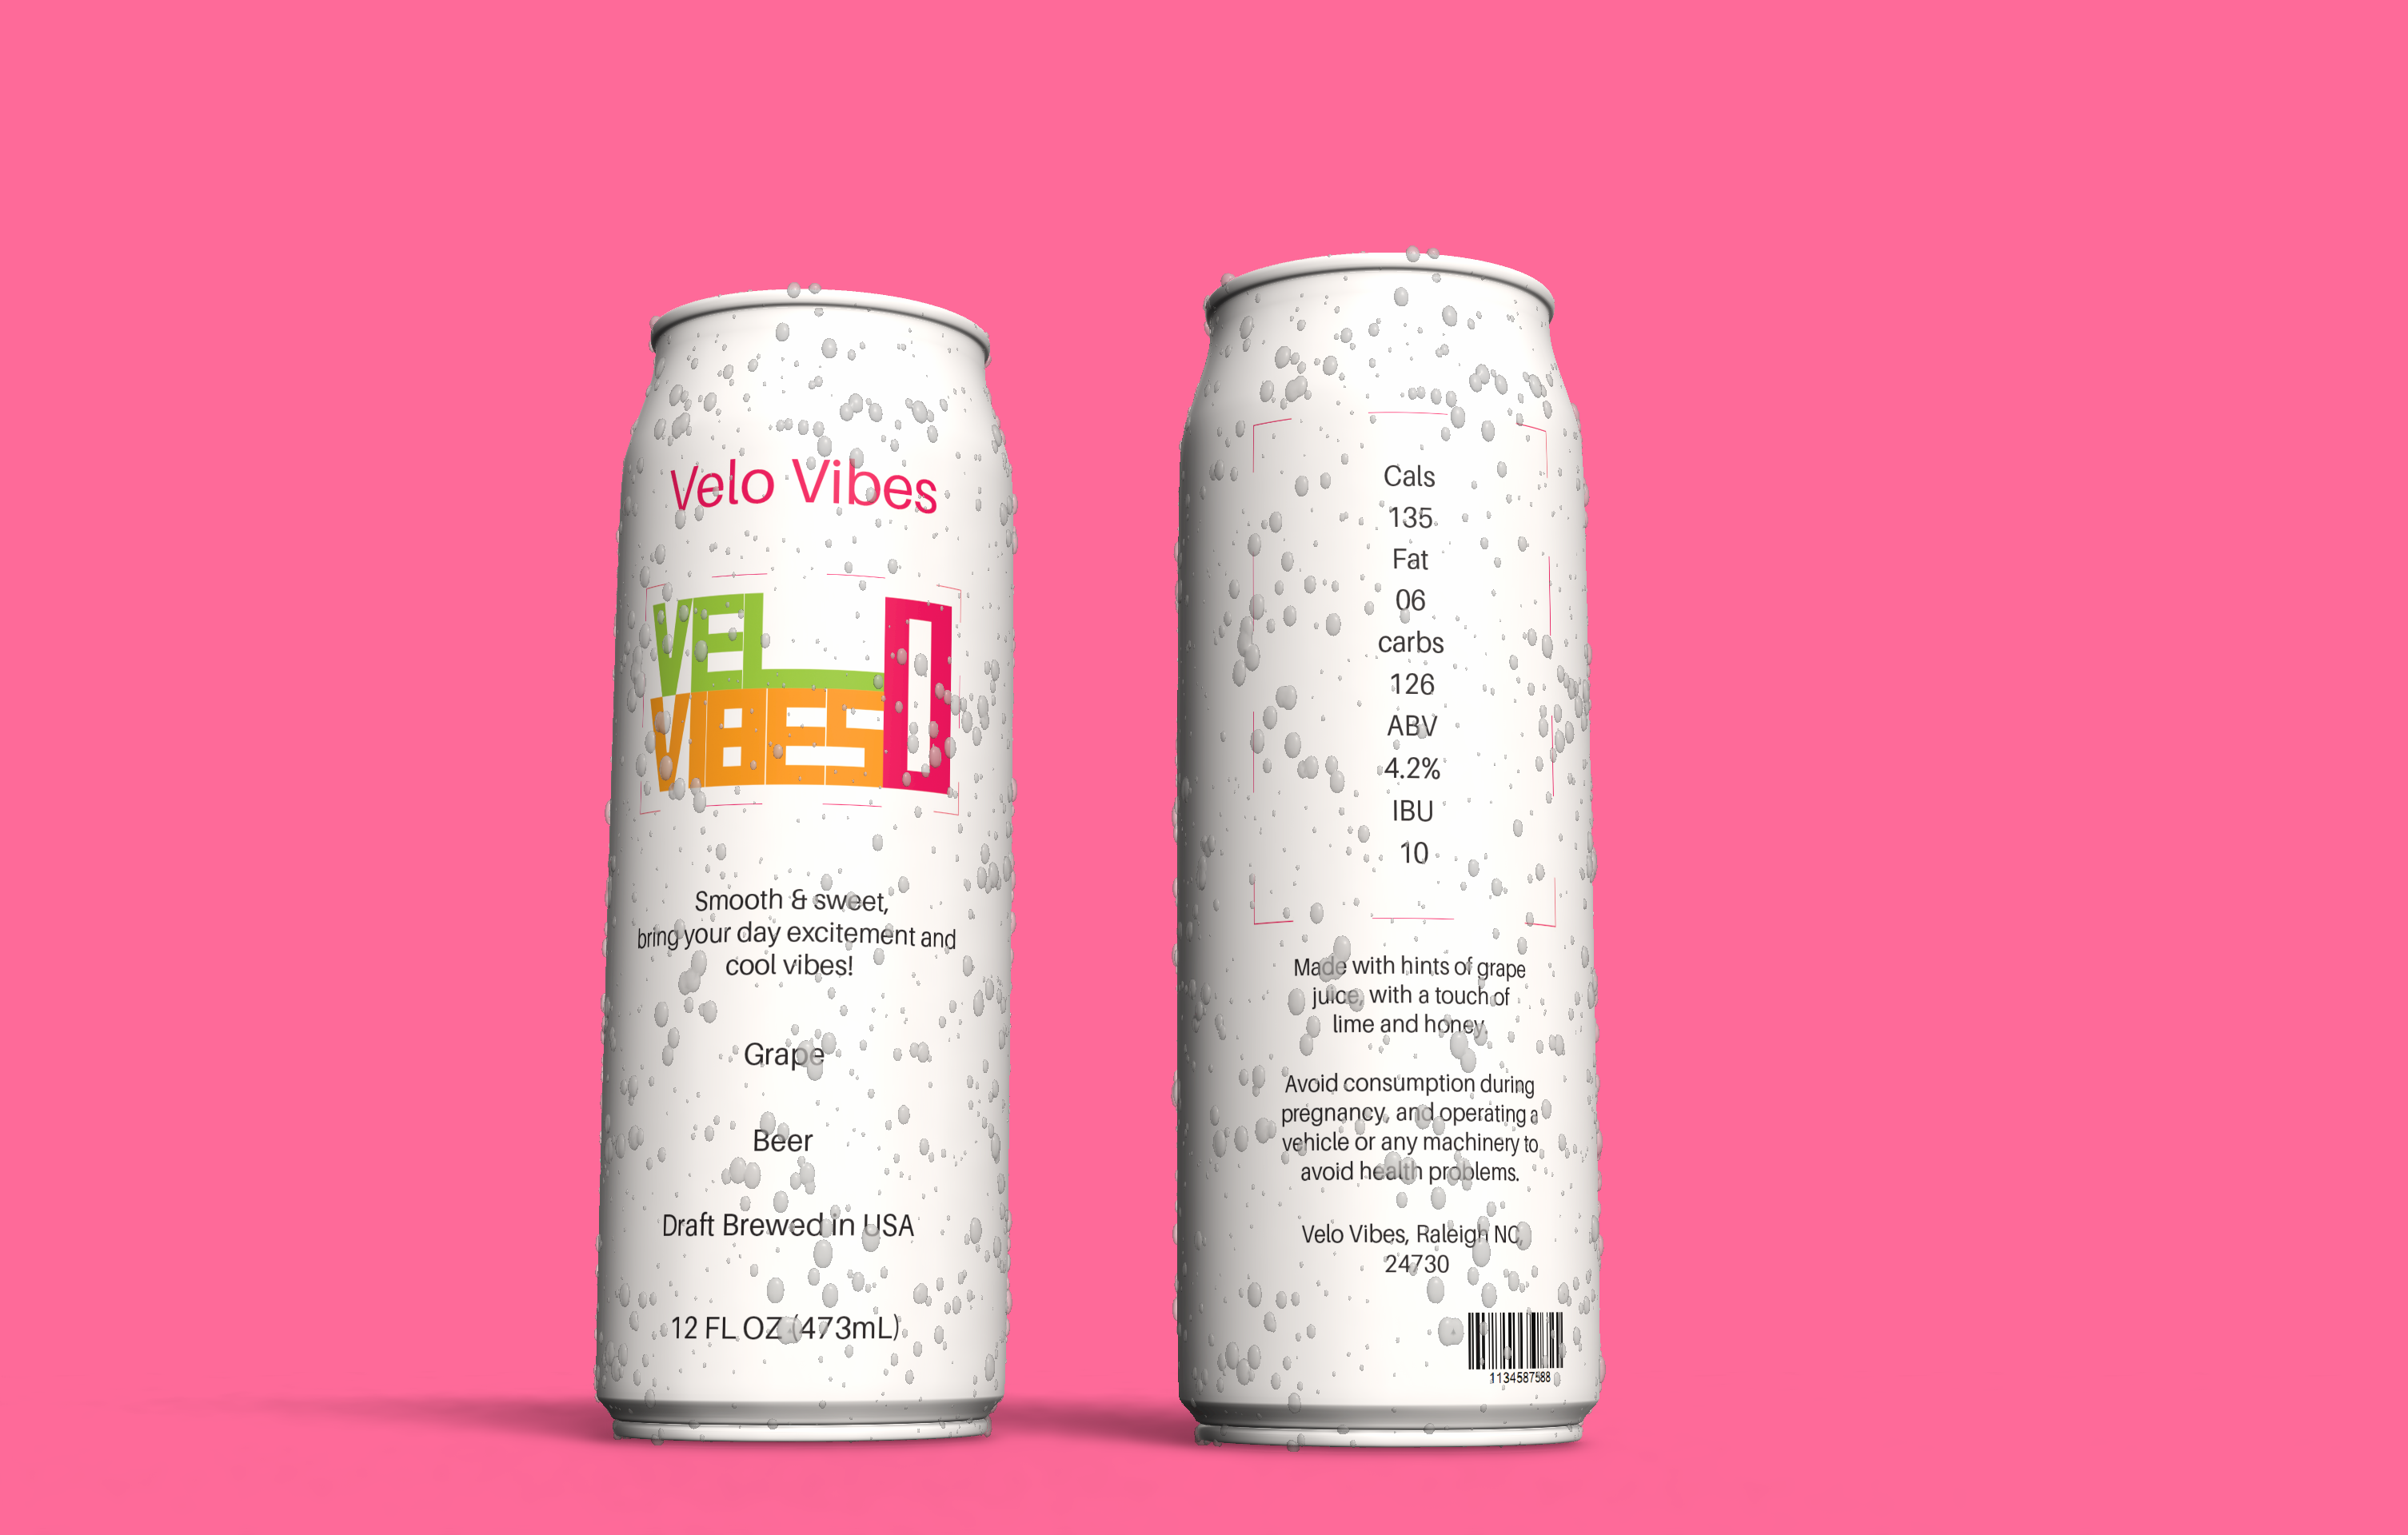 Velo Vibes
VELO
VIBES
Smooth & sweet,
bring your day excitement and
cool vibes!
Grape
Beer
Draft Brewed in USA
12 FL OZ (473mL)
Cals
135
Fat
06
carbs
126
ABV
4.2%
IBU
10
Made with hints of grape
juice, with a touch of
lime and honey.
Avoid consumption during
pregnancy, and operating a
vehicle or any machinery to
avoid health problems.
Velo Vibes, Raleigh NC,
24730
1134587588